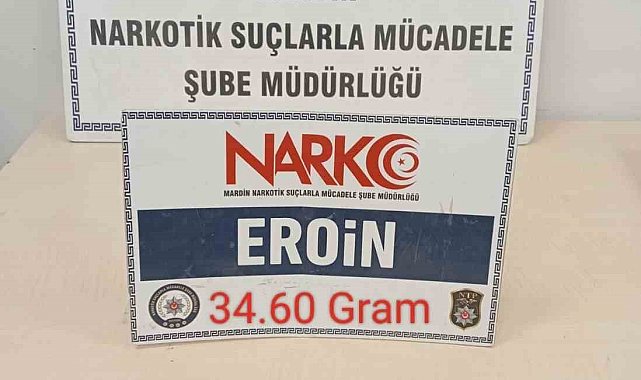 NARKOTİK SUÇLARLA MÜCADELE
ŞUBE MÜDÜRLÜĞÜ
NARKO
MARDİN NARKOTİK SUÇLARLA MÜCADELE ŞUBE MÜDÜRLÜĞÜ
EROiN
34.60 Gram